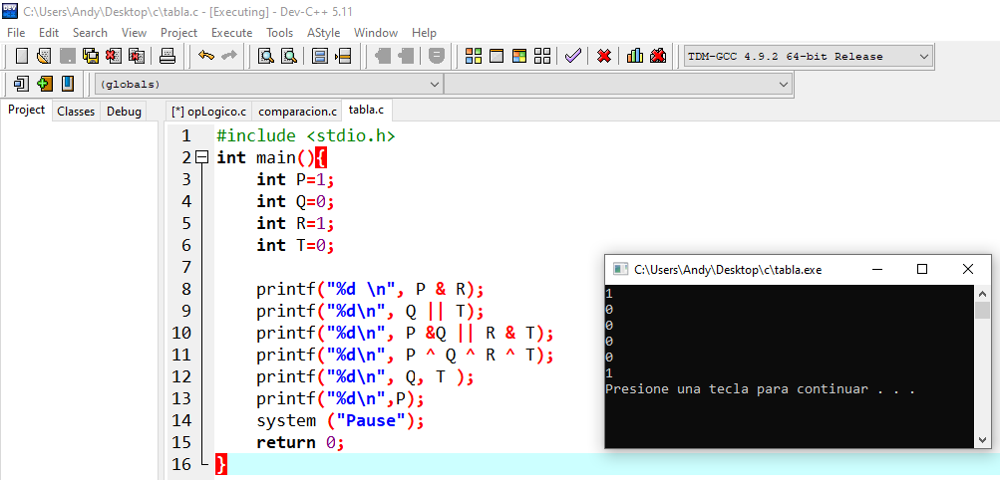 C:\Users\Andy\Desktop\c\tabla.c - [Executing] - Dev-C++ 5.11
File Edit Search View Project Execute Tools AStyle Window Help
TDM-GCC 4.9.2 64-bit Release
(globals)
Project Classes Debug
[*] opLogico.c comparacion.c tabla.c
1 #include <stdio.h>
2 int main(){
3 int P=1;
4 int Q=0;
5 int R=1;
6 int T=0;
7
8 printf("%d \n", P & R);
9 printf("%d\n", Q || T);
10 printf("%d\n", P &Q || R & T);
11 printf("%d\n", P ^ Q ^ R ^ T);
12 printf("%d\n", Q, T );
13 printf("%d\n",P);
14 system ("Pause");
15 return 0;
16 }
C:\Users\Andy\Desktop\c\tabla.exe
1
0
0
0
0
1
Presione una tecla para continuar . . .